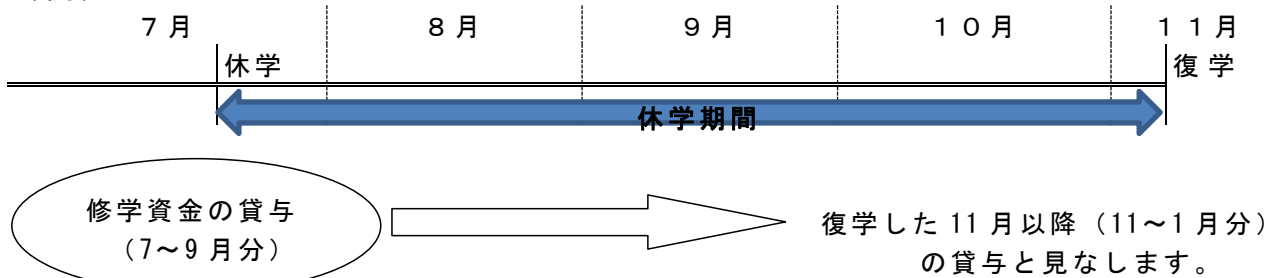 7月 8月 9月 10月 11月
休学 復学
休学期間
修学資金の貸与
（7～9月分）
復学した11月以降（11～1月分）
の貸与と見なします。